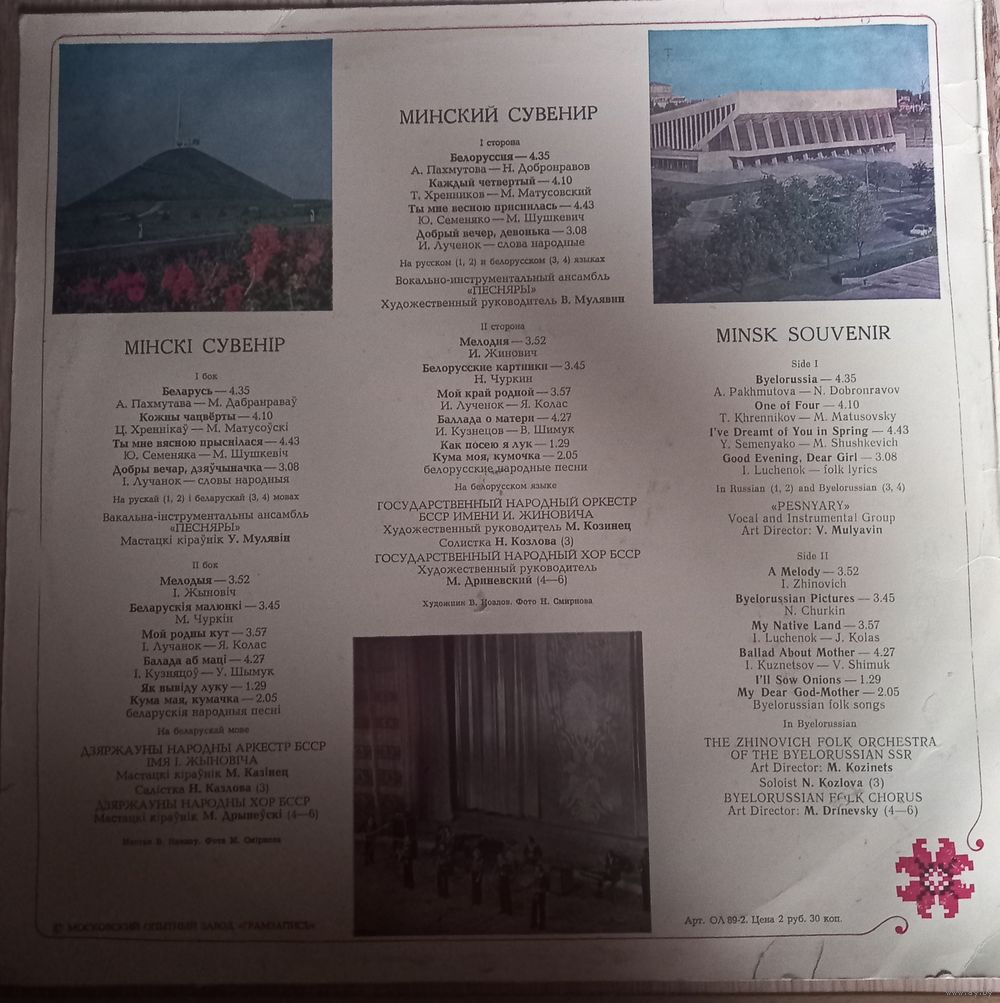 МИНСКИЙ СУВЕНИР
I сторона
Белоруссия — 4.35
А. Пахмутова — Н. Добронравов
Каждый четвертый — 4.10
Т. Хренников — М. Матусовский
Ты мне весною приснилась — 4.43
Ю. Семеняко — М. Шушкевич
Добрый вечер, девонька — 3.08
И. Лученок — слова народные
На русском (1, 2) и белорусском (3, 4) языках
Вокально-инструментальный ансамбль
«ПЕСНЯРЫ»
Художественный руководитель В. Мулявин
II сторона
Мелодия — 3.52
И. Жинович
Белорусские картинки — 3.45
Н. Чуркин
Мой край родной — 3.57
И. Лученок — Я. Колас
Баллада о матери — 4.27
И. Кузнецов — В. Шимук
Как посею я лук — 1.29
Кума моя, кумочка — 2.05
белорусские народные песни
На белорусском языке
ГОСУДАРСТВЕННЫЙ НАРОДНЫЙ ОРКЕСТР
БССР ИМЕНИ И. ЖИНОВИЧА
Художественный руководитель М. Козинец
Солистка Н. Козлова (3)
ГОСУДАРСТВЕННЫЙ НАРОДНЫЙ ХОР БССР
Художественный руководитель
М. Дриневский (4—6)
Художник В. Козлов. Фото Н. Смирнова
МІНСКІ СУВЕНІР
I бок
Беларусь — 4.35
А. Пахмутава — М. Дабранраваў
Кожны чацвёрты — 4.10
Ц. Хреннікаў — М. Матусоўскі
Ты мне вясною прыснілася — 4.43
Ю. Семеняка — М. Шушкевіч
Добры вечар, дзяўчыначка — 3.08
І. Лучанок — словы народныя
На рускай (1, 2) і беларускай (3, 4) мовах
Вакальна-інструментальны ансамбль
«ПЕСНЯРЫ»
Мастацкі кіраўнік У. Мулявін
II бок
Мелодыя — 3.52
І. Жыновіч
Беларускія малюнкі — 3.45
М. Чуркін
Мой родны кут — 3.57
І. Лучанок — Я. Колас
Балада аб маці — 4.27
І. Кузняцоў — У. Шымук
Як вывіду луку — 1.29
Кума мая, кумачка — 2.05
беларускія народныя песні
На беларускай мове
ДЗЯРЖАУНЫ НАРОДНЫ АРКЕСТР БССР
ІМЯ І. ЖЫНОВІЧА
Мастацкі кіраўнік М. Казінец
Салістка Н. Казлова (3)
ДЗЯРЖАУНЫ НАРОДНЫ ХОР БССР
Мастацкі кіраўнік М. Дрынеўскі (4—6)
Фота М. Смірнова
MINSK SOUVENIR
Side I
Byelorussia — 4.35
A. Pakhmutova — N. Dobronravov
One of Four — 4.10
T. Khrennikov — M. Matusovsky
I've Dreamt of You in Spring — 4.43
Y. Semenyako — M. Shushkevich
Good Evening, Dear Girl — 3.08
I. Luchenok — folk lyrics
In Russian (1, 2) and Byelorussian (3, 4)
«PESNYARY»
Vocal and Instrumental Group
Art Director: V. Mulyavin
Side II
A Melody — 3.52
I. Zhinovich
Byelorussian Pictures — 3.45
N. Churkin
My Native Land — 3.57
I. Luchenok — J. Kolas
Ballad About Mother — 4.27
I. Kuznetsov — V. Shimuk
I'll Sow Onions — 1.29
My Dear God-Mother — 2.05
Byelorussian folk songs
In Byelorussian
THE ZHINOVICH FOLK ORCHESTRA
OF THE BYELORUSSIAN SSR
Art Director: M. Kozinets
Soloist N. Kozlova (3)
BYELORUSSIAN FOLK CHORUS
Art Director: M. Drinevsky (4—6)
© МОСКОВСКИЙ ОПЫТНЫЙ ЗАВОД «ГРАМЗАПИСЬ»
Арт. ОЛ 89-2. Цена 2 руб. 30 коп.